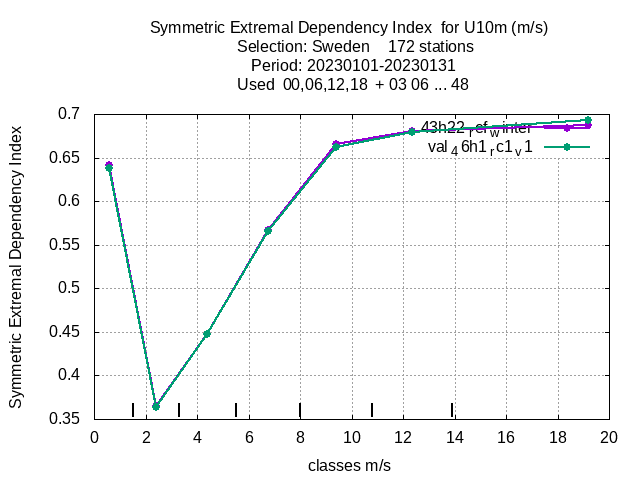 Symmetric Extremal Dependency Index for U10m (m/s)
Selection: Sweden 172 stations
Period: 20230101-20230131
Used 00,06,12,18 + 03 06 ... 48
Symmetric Extremal Dependency Index
0.7
0.65
0.6
0.55
0.5
0.45
0.4
0.35
43h22_ref_winter
val_46h1_rc1_v1
0 2 4 6 8 10 12 14 16 18 20
classes m/s